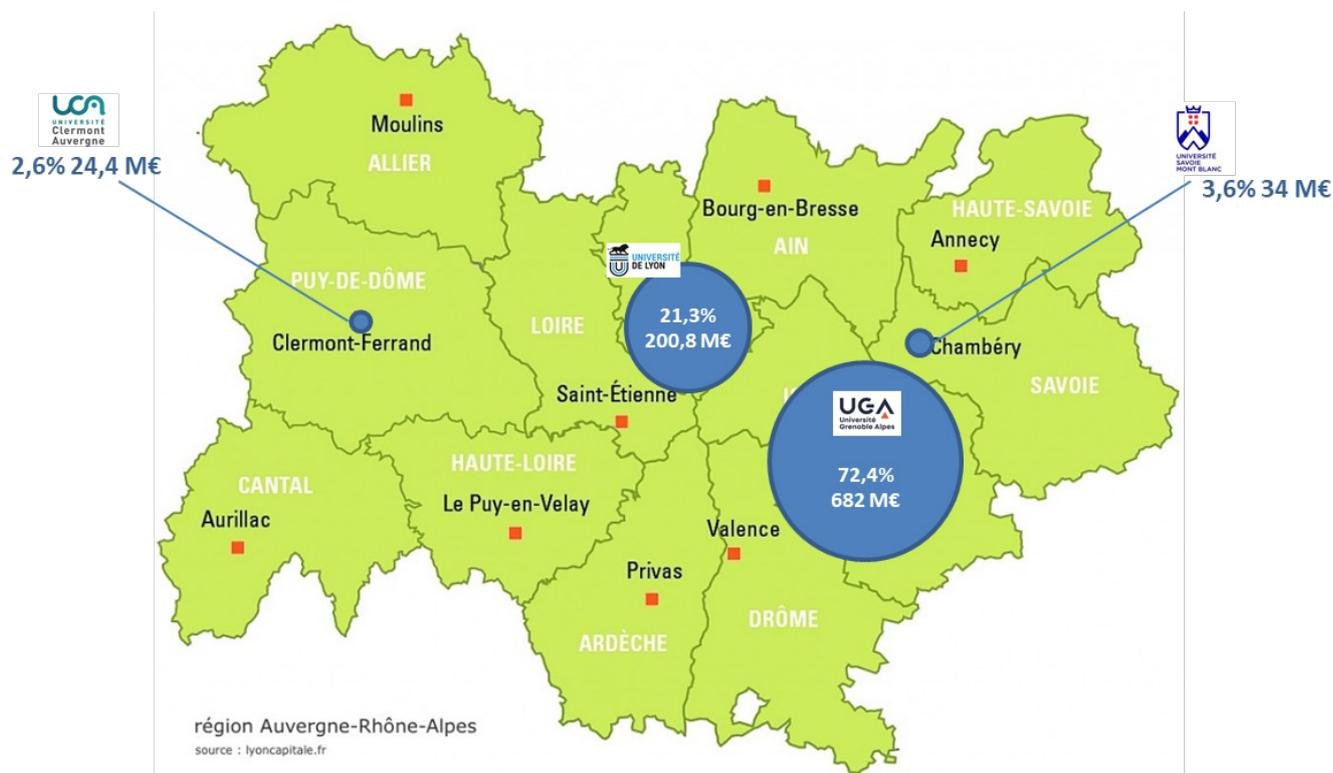 UCA
UNIVERSITÉ
Clermont
Auvergne
2,6% 24,4 M€
Moulins
ALLIER
UNIVERSITÉ
SAVOIE
MONT BLANC
3,6% 34 M€
Bourg-en-Bresse
AIN
HAUTE-SAVOIE
Annecy
UNIVERSITÉ
DE LYON
PUY-DE-DÔME
Clermont-Ferrand
LOIRE
21,3%
200,8 M€
Chambéry
SAVOIE
Saint-Étienne
UGA
Université
Grenoble Alpes
72,4%
682 M€
CANTAL
Aurillac
HAUTE-LOIRE
Le Puy-en-Velay
Valence
Privas
ARDÈCHE
DRÔME
région Auvergne-Rhône-Alpes
source : lyoncapitale.fr